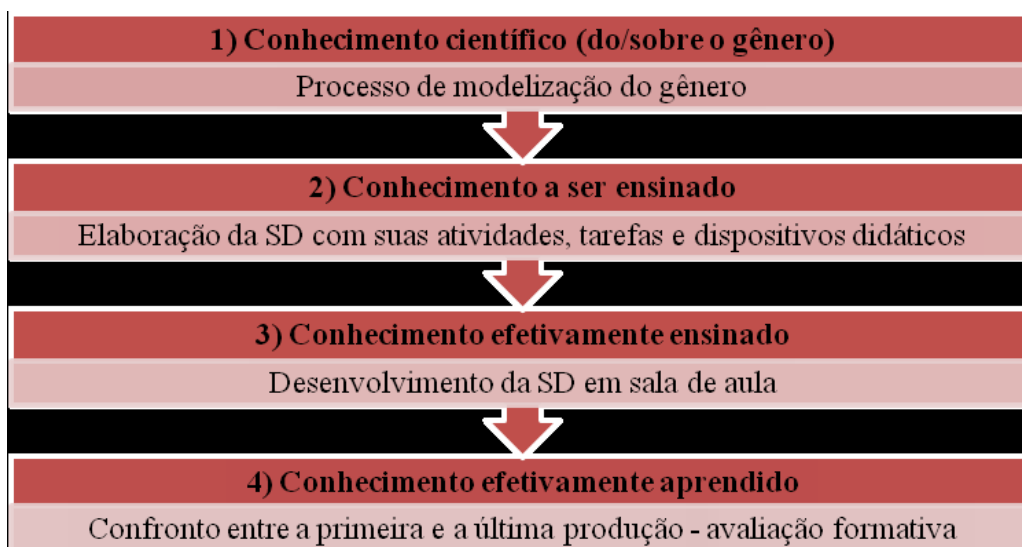 1) Conhecimento científico (do/sobre o gênero)
Processo de modelização do gênero
2) Conhecimento a ser ensinado
Elaboração da SD com suas atividades, tarefas e dispositivos didáticos
3) Conhecimento efetivamente ensinado
Desenvolvimento da SD em sala de aula
4) Conhecimento efetivamente aprendido
Confronto entre a primeira e a última produção - avaliação formativa